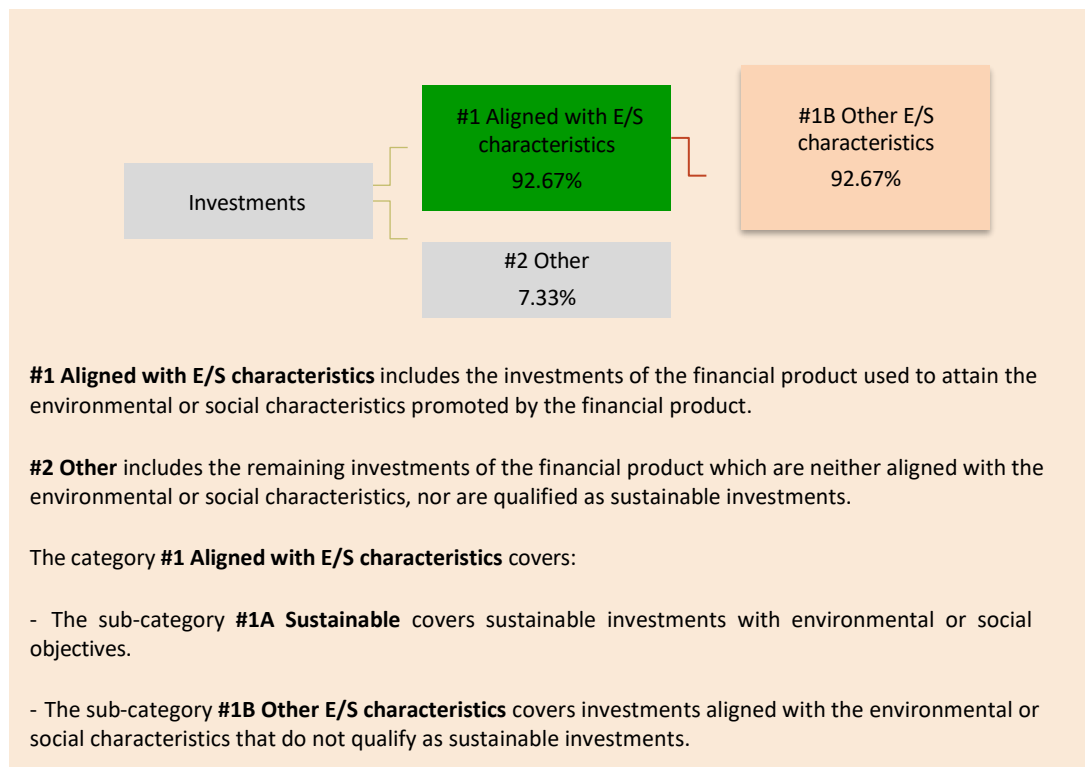 #1 Aligned with E/S
characteristics
92.67%
#1B Other E/S
characteristics
92.67%
Investments
#2 Other
7.33%
#1 Aligned with E/S characteristics includes the investments of the financial product used to attain the
environmental or social characteristics promoted by the financial product.
#2 Other includes the remaining investments of the financial product which are neither aligned with the
environmental or social characteristics, nor are qualified as sustainable investments.
The category #1 Aligned with E/S characteristics covers:
- The sub-category #1A Sustainable covers sustainable investments with environmental or social
objectives.
- The sub-category #1B Other E/S characteristics covers investments aligned with the environmental or
social characteristics that do not qualify as sustainable investments.